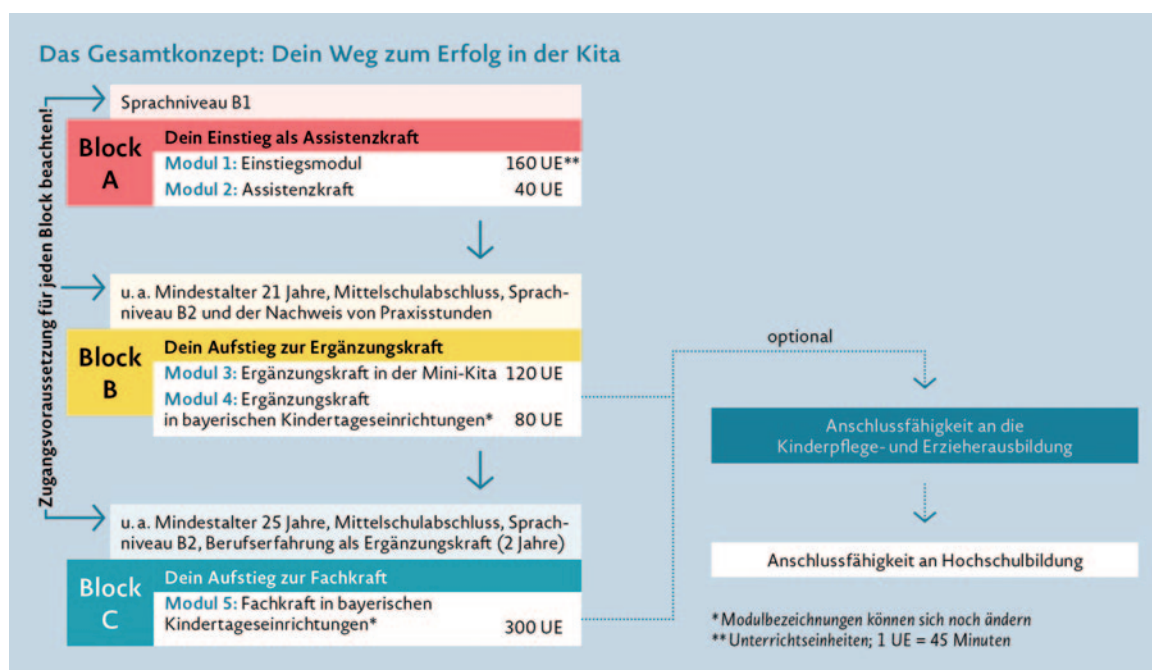 Das Gesamtkonzept: Dein Weg zum Erfolg in der Kita
Zugangsvoraussetzung für jeden Block beachten!
Sprachniveau B1
Block
A
Dein Einstieg als Assistenzkraft
Modul 1: Einstiegsmodul 160 UE**
Modul 2: Assistenzkraft 40 UE
u. a. Mindestalter 21 Jahre, Mittelschulabschluss, Sprach-
niveau B2 und der Nachweis von Praxisstunden
Block
B
Dein Aufstieg zur Ergänzungskraft
Modul 3: Ergänzungskraft in der Mini-Kita 120 UE
Modul 4: Ergänzungskraft
in bayerischen Kindertageseinrichtungen* 80 UE
u. a. Mindestalter 25 Jahre, Mittelschulabschluss, Sprach-
niveau B2, Berufserfahrung als Ergänzungskraft (2 Jahre)
Block
C
Dein Aufstieg zur Fachkraft
Modul 5: Fachkraft in bayerischen
Kindertageseinrichtungen* 300 UE
optional
Anschlussfähigkeit an die
Kinderpflege- und Erzieherausbildung
Anschlussfähigkeit an Hochschulbildung
* Modulbezeichnungen können sich noch ändern
** Unterrichtseinheiten; 1 UE = 45 Minuten